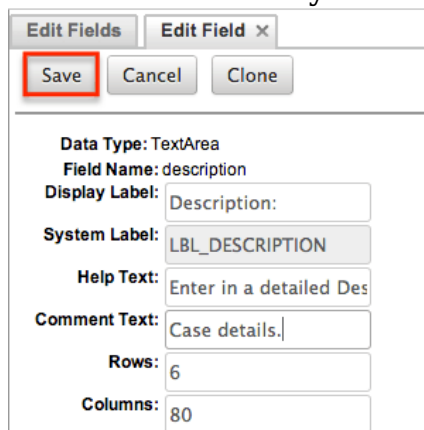 Edit Fields Edit Field ×
Save Cancel Clone
Data Type: TextArea
Field Name: description
Display Label: Description:
System Label: LBL_DESCRIPTION
Help Text: Enter in a detailed Des
Comment Text: Case details.
Rows: 6
Columns: 80